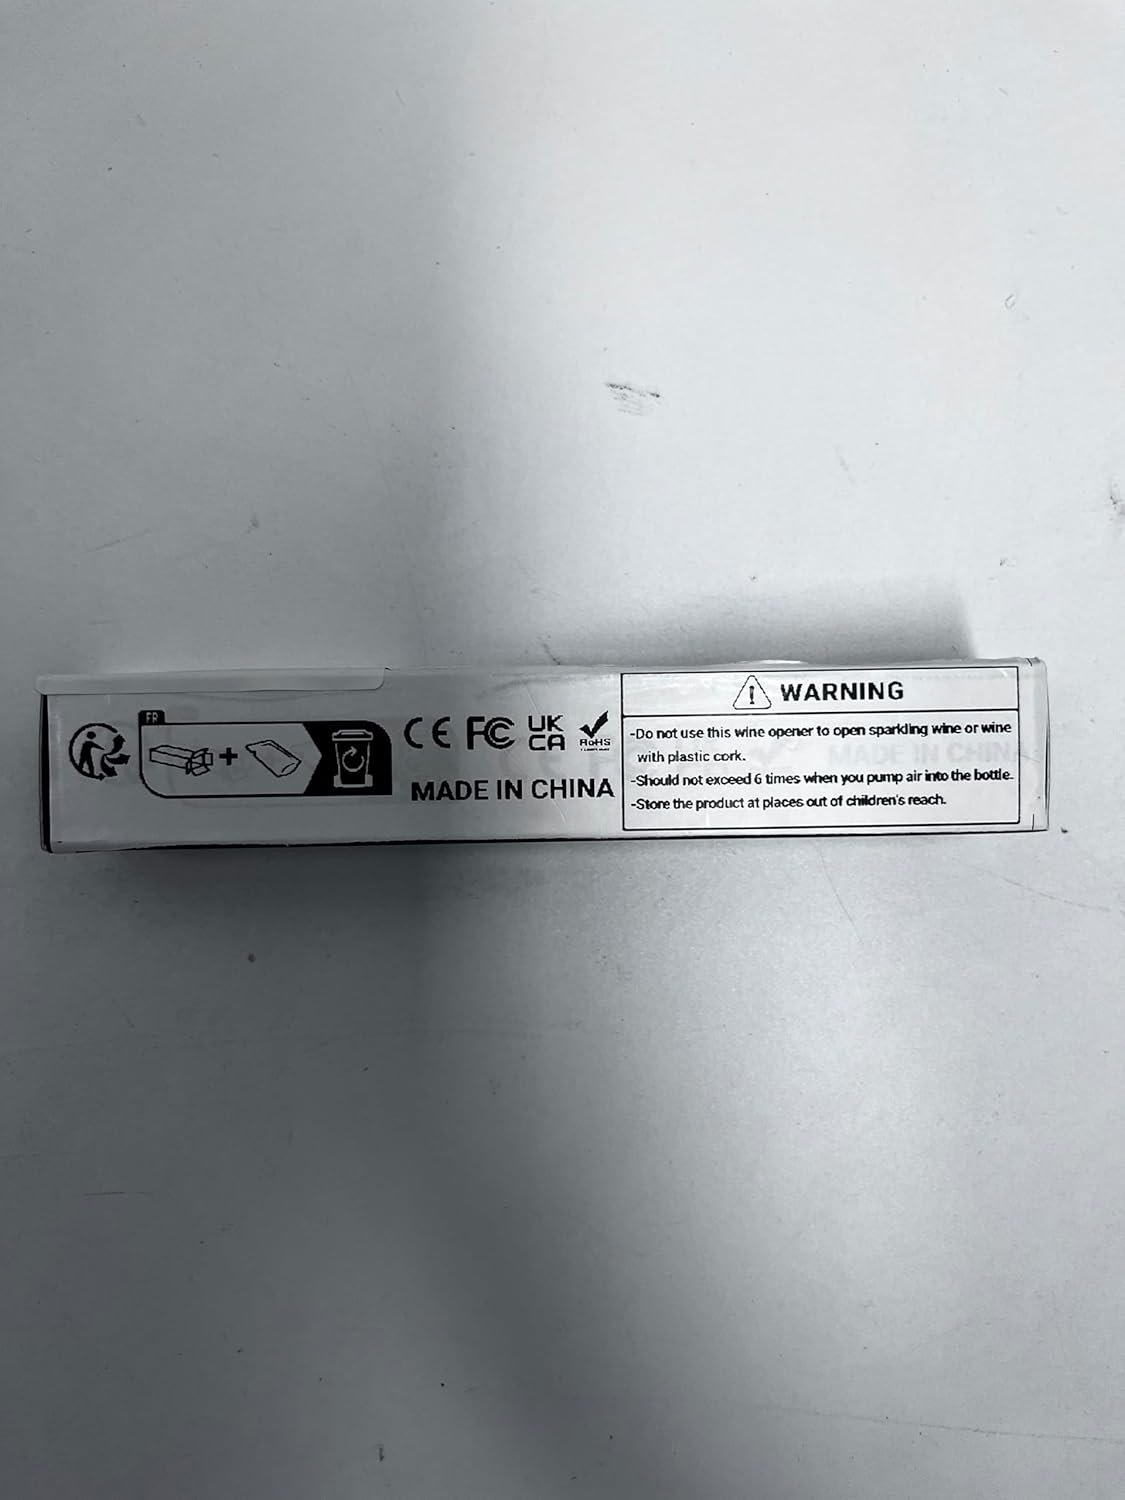 FR
CE FC UK
CA
RoHS
MADE IN CHINA
WARNING
-Do not use this wine opener to open sparkling wine or wine
with plastic cork.
-Should not exceed 6 times when you pump air into the bottle.
-Store the product at places out of children's reach.